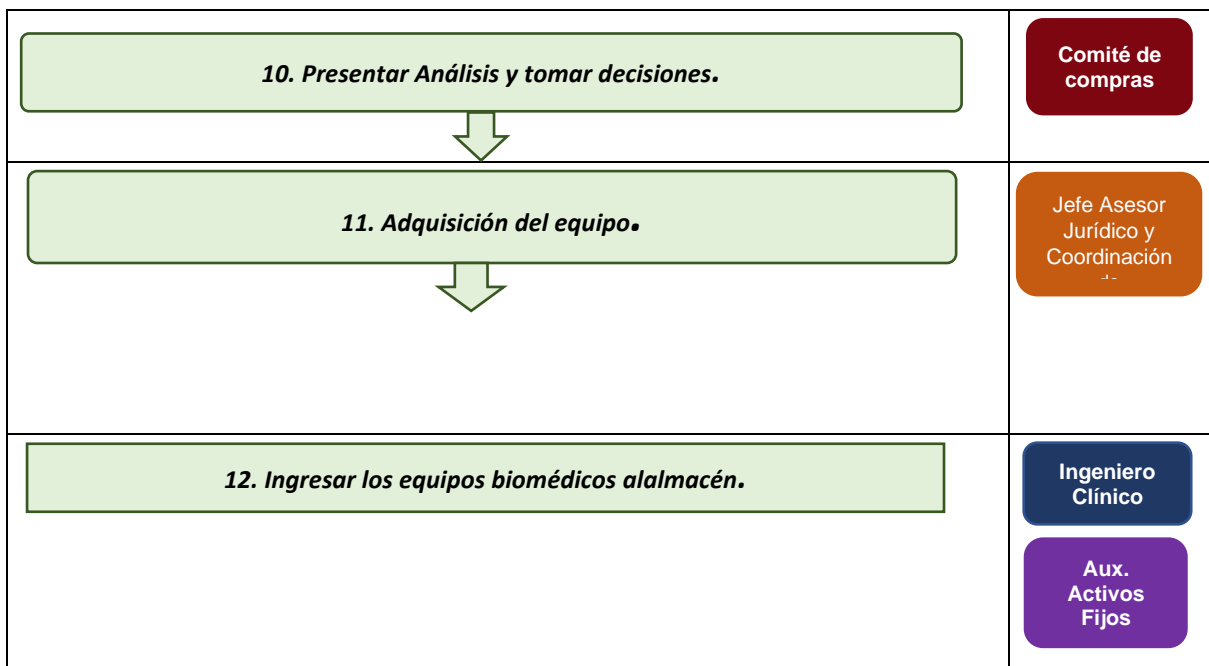 10. Presentar Análisis y tomar decisiones.
Comité de
compras
11. Adquisición del equipo.
Jefe Asesor
Jurídico y
Coordinación
12. Ingresar los equipos biomédicos alalmacén.
Ingeniero
Clínico
Aux.
Activos
Fijos